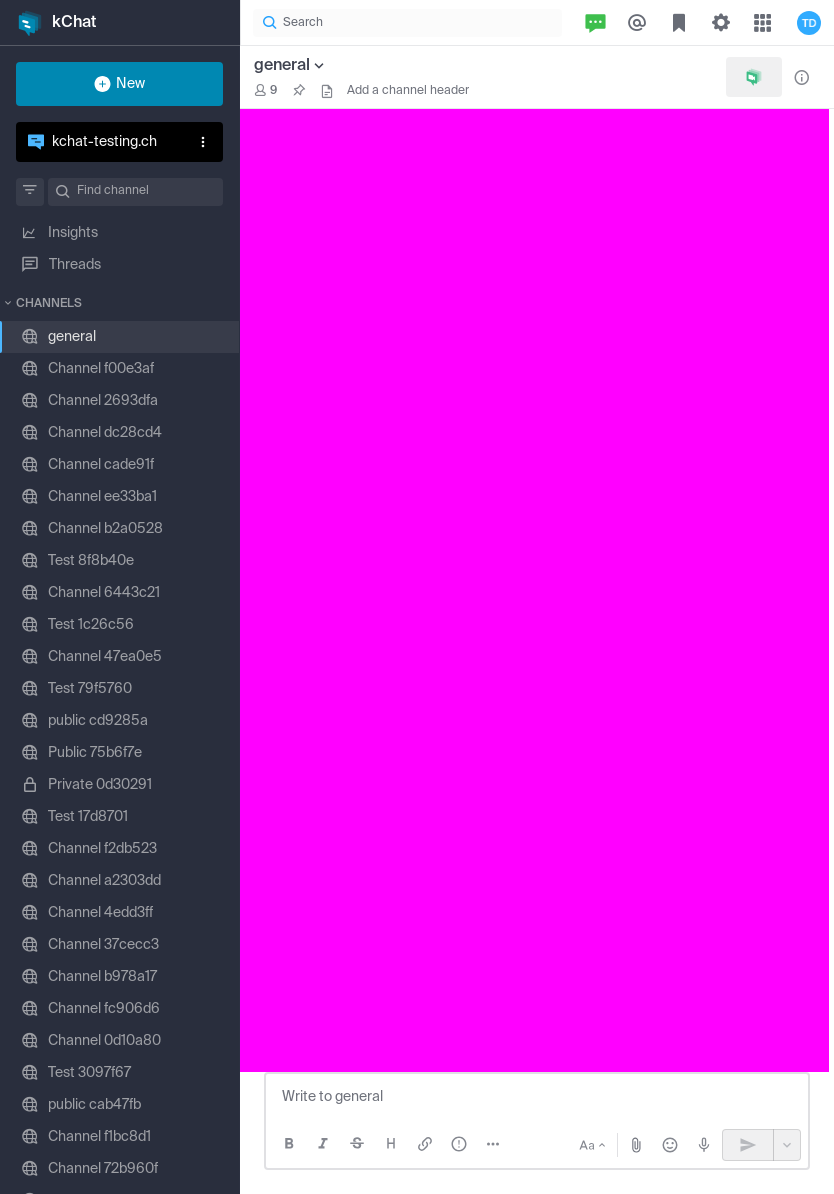 kChat
Search
TD
New
general
9
Add a channel header
kchat-testing.ch
Find channel
Insights
Threads
CHANNELS
general
Channel f00e3af
Channel 2693dfa
Channel dc28cd4
Channel cade91f
Channel ee33ba1
Channel b2a0528
Test 8f8b40e
Channel 6443c21
Test 1c26c56
Channel 47ea0e5
Test 79f5760
public cd9285a
Public 75b6f7e
Private 0d30291
Test 17d8701
Channel f2db523
Channel a2303dd
Channel 4edd3ff
Channel 37cecc3
Channel b978a17
Channel fc906d6
Channel 0d10a80
Test 3097f67
public cab47fb
Channel f1bc8d1
Channel 72b960f
Write to general
B I S H Aa